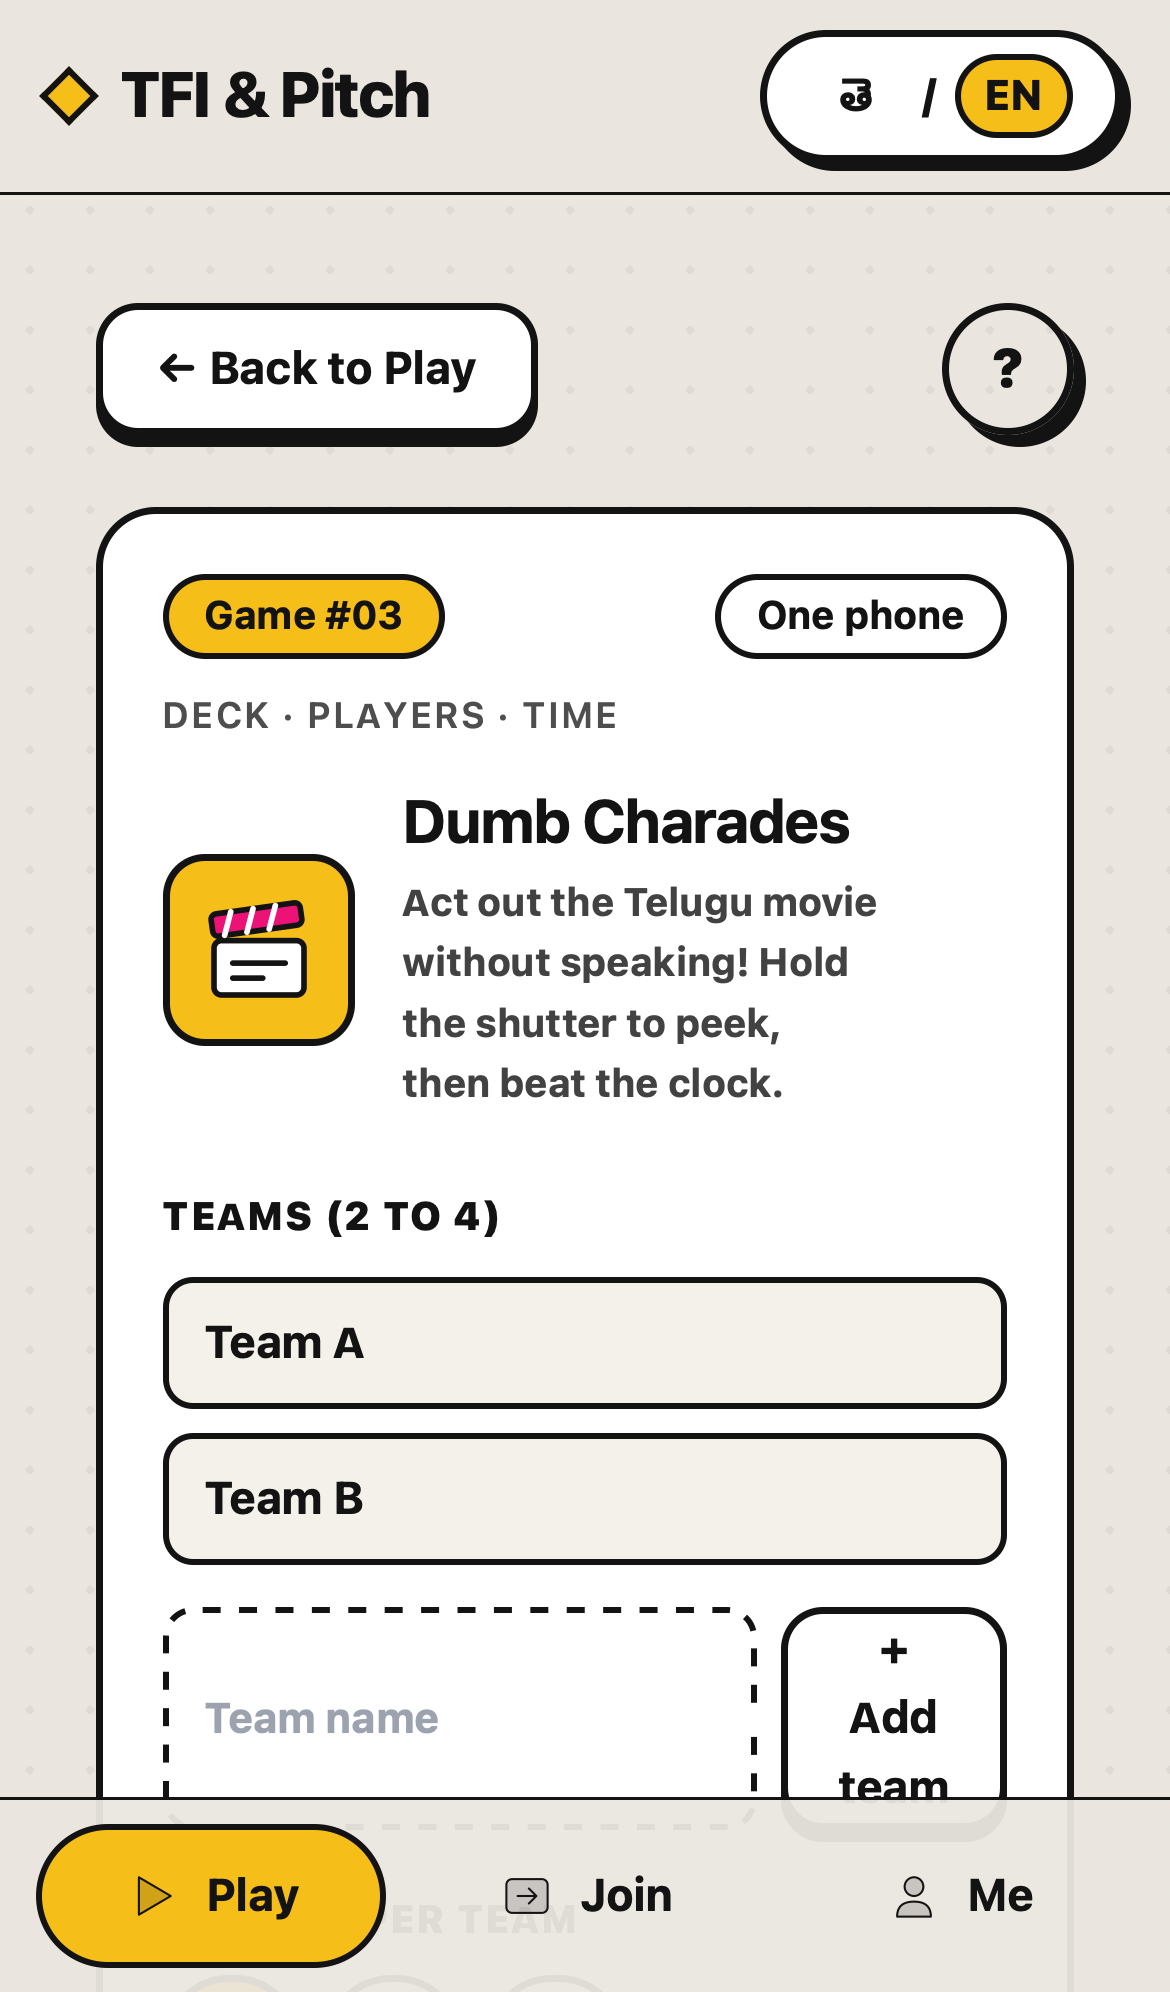 TFI & Pitch
తె / EN
← Back to Play
?
Game #03
One phone
DECK · PLAYERS · TIME
Dumb Charades
Act out the Telugu movie
without speaking! Hold
the shutter to peek,
then beat the clock.
TEAMS (2 TO 4)
Team A
Team B
Team name
+
Add
team
PER TEAM
Play
Join
Me